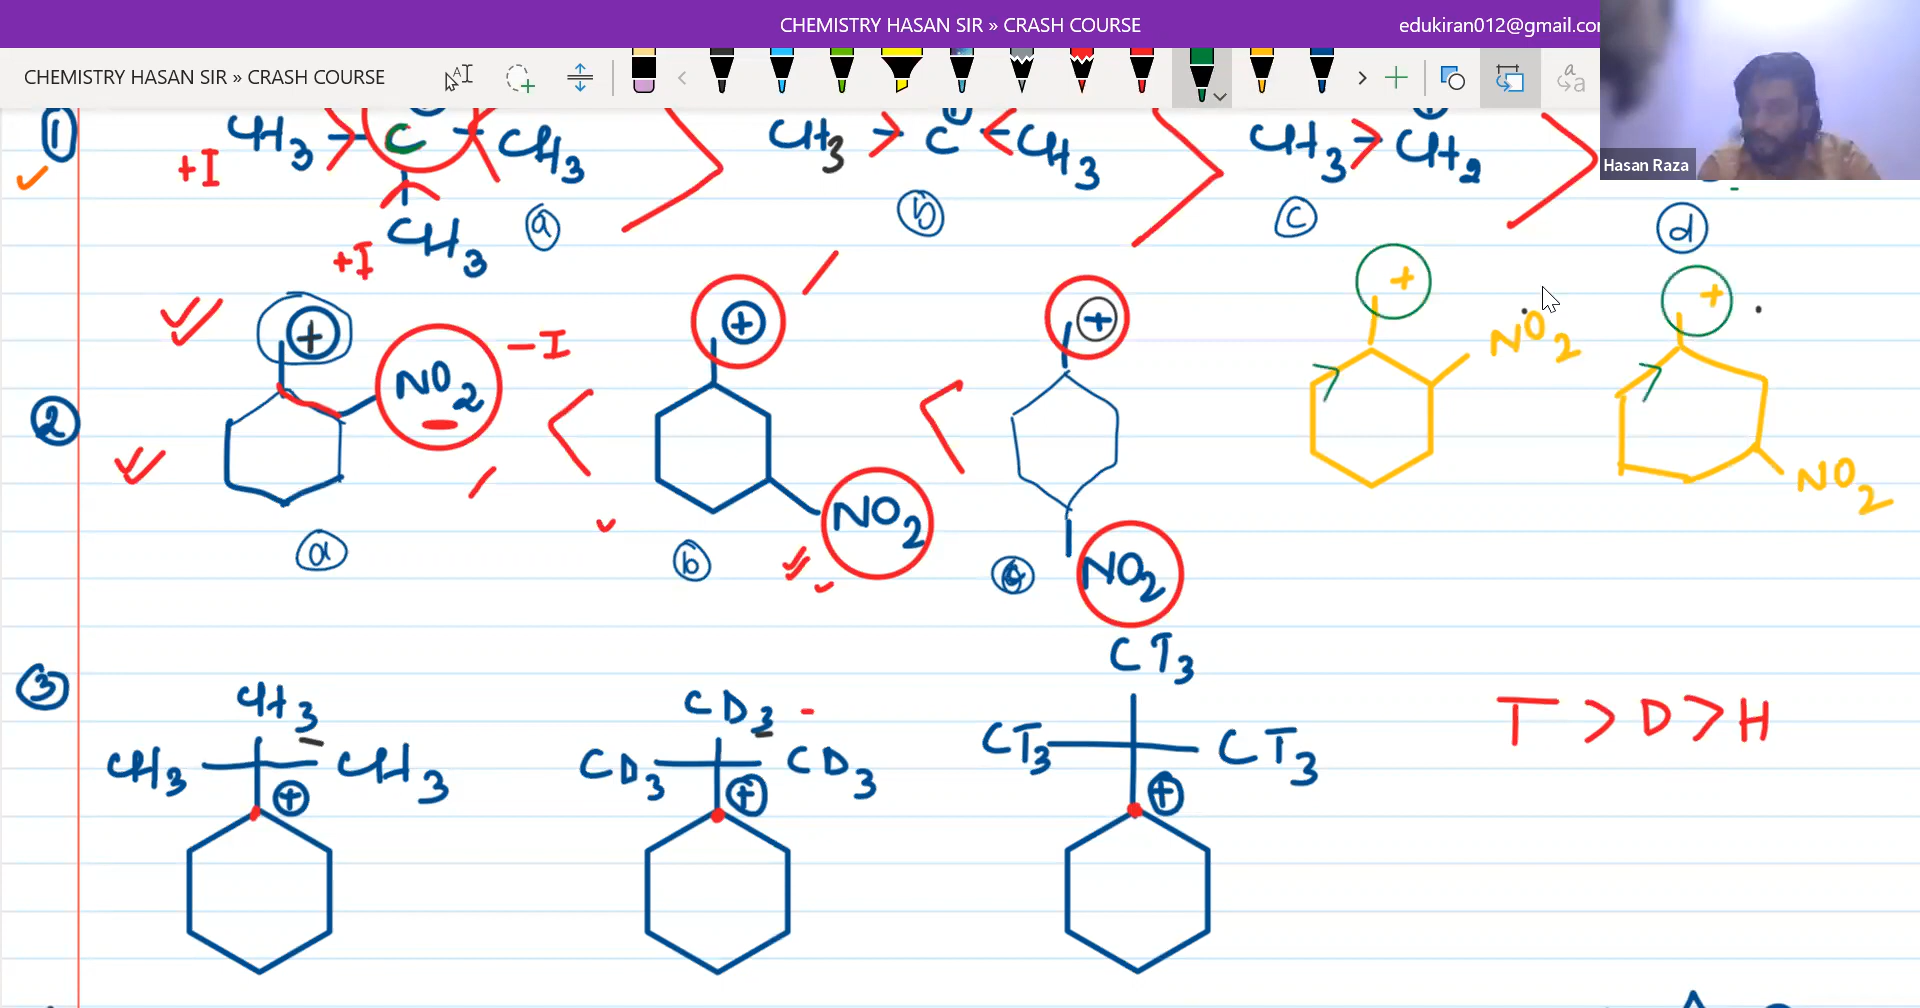 CHEMISTRY HASAN SIR » CRASH COURSE
edukiran012@gmail.co
CHEMISTRY HASAN SIR » CRASH COURSE
Hasan Raza
1
CH3 > C < CH3 > CH3 > C < CH3 > CH3 > CH2 >
+I
CH3
+I
a
b
c
d
2
+
NO2
-I
<
+
NO2
<
+
NO2
+
NO2
+
NO2
a
b
c
3
CH3
CH3
CH3
+
CD3
CD3
CD3
+
CT3
CT3
CT3
+
T > D > H